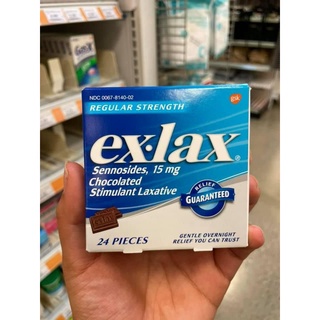 NDC 0067-8140-02
REGULAR STRENGTH
gsk
ex•lax®
Sennosides, 15 mg
Chocolated
Stimulant Laxative
RELIEF
GUARANTEED
24 PIECES
GENTLE OVERNIGHT
RELIEF YOU CAN TRUST